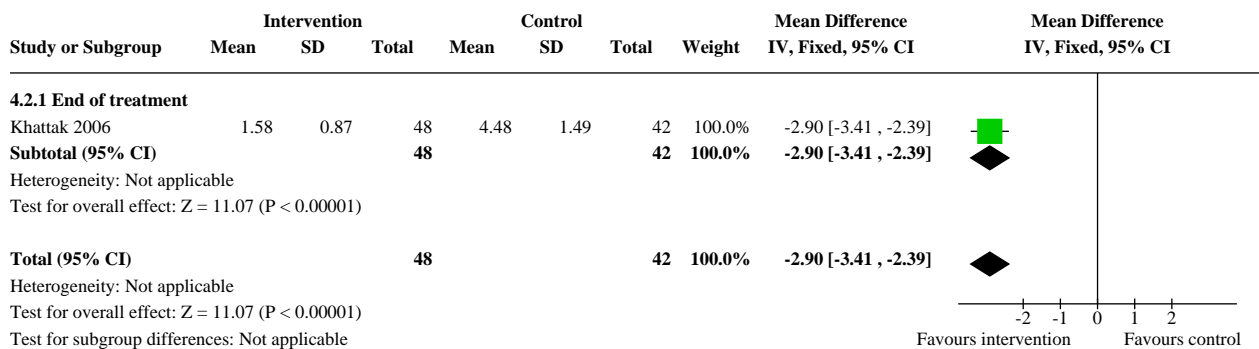 Intervention Control Mean Difference Mean Difference
Study or Subgroup Mean SD Total Mean SD Total Weight IV, Fixed, 95% CI IV, Fixed, 95% CI
4.2.1 End of treatment
Khattak 2006 1.58 0.87 48 4.48 1.49 42 100.0% -2.90 [-3.41 , -2.39]
Subtotal (95% CI) 48 42 100.0% -2.90 [-3.41 , -2.39]
Heterogeneity: Not applicable
Test for overall effect: Z = 11.07 (P < 0.00001)
Total (95% CI) 48 42 100.0% -2.90 [-3.41 , -2.39]
Heterogeneity: Not applicable
Test for overall effect: Z = 11.07 (P < 0.00001)
-2 -1 0 1 2
Test for subgroup differences: Not applicable Favours intervention Favours control